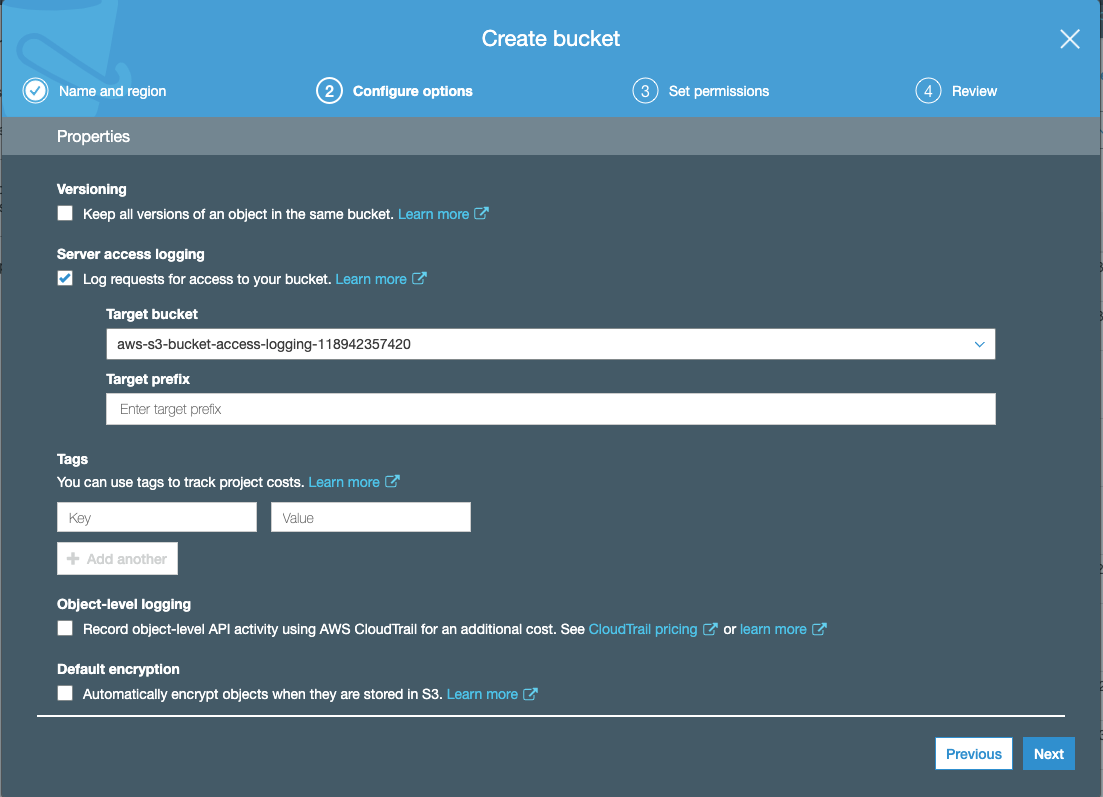 Create bucket
Name and region
2 Configure options
3 Set permissions
4 Review
Properties
Versioning
Keep all versions of an object in the same bucket. Learn more
Server access logging
Log requests for access to your bucket. Learn more
Target bucket
aws-s3-bucket-access-logging-118942357420
Target prefix
Enter target prefix
Tags
You can use tags to track project costs. Learn more
Key Value
Add another
Object-level logging
Record object-level API activity using AWS CloudTrail for an additional cost. See CloudTrail pricing or learn more
Default encryption
Automatically encrypt objects when they are stored in S3. Learn more
Previous Next